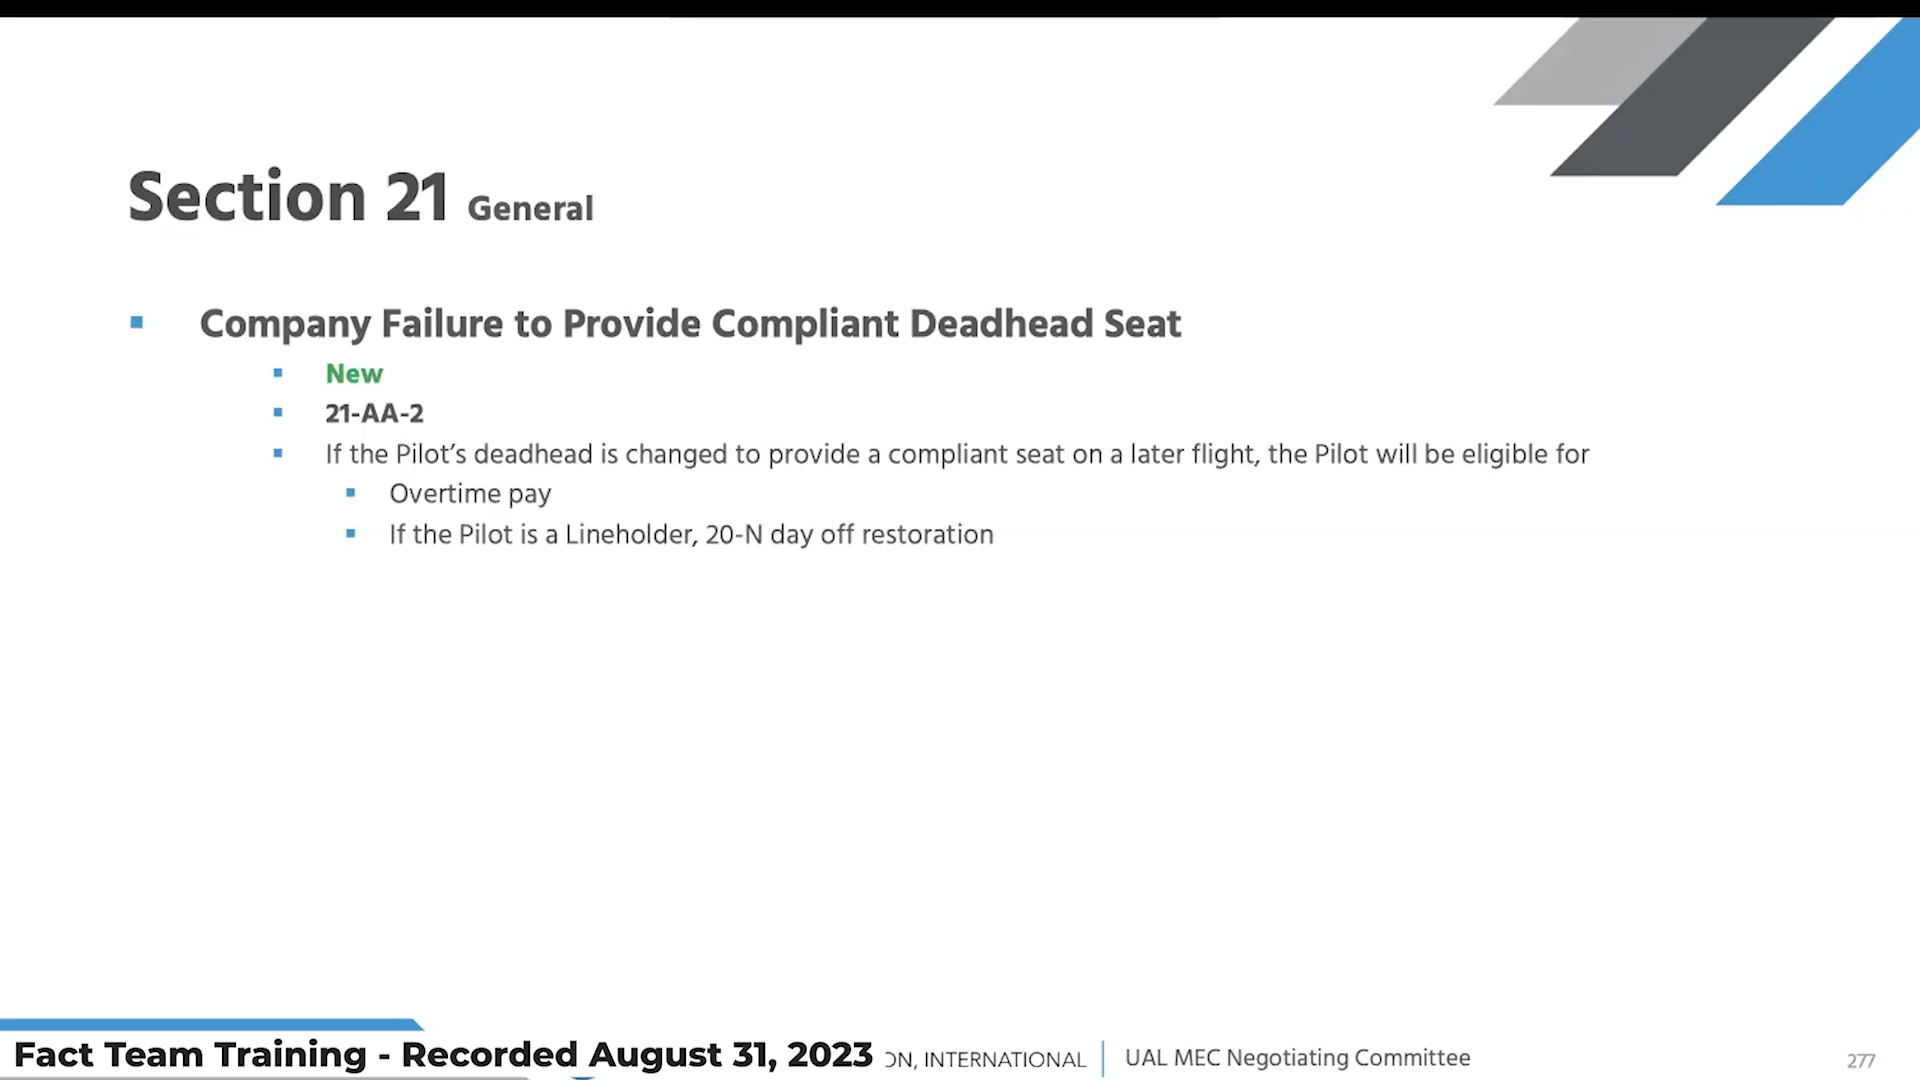 Section 21 General
Company Failure to Provide Compliant Deadhead Seat
New
21-AA-2
If the Pilot’s deadhead is changed to provide a compliant seat on a later flight, the Pilot will be eligible for
Overtime pay
If the Pilot is a Lineholder, 20-N day off restoration
Fact Team Training - Recorded August 31, 2023
INTERNATIONAL
UAL MEC Negotiating Committee
277